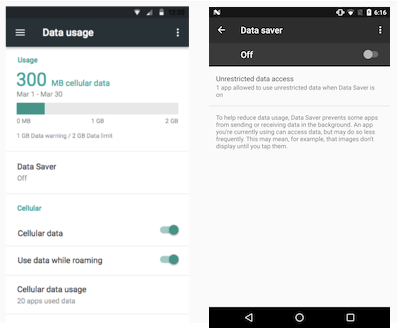 Data usage
Usage
300 MB cellular data
Mar 1 - Mar 30
0 MB 1 GB 2 GB
1 GB Data warning / 2 GB Data limit
Data Saver
Off
Cellular
Cellular data
Use data while roaming
Cellular data usage
20 apps used data
6:16
Data saver
Off
Unrestricted data access
1 app allowed to use unrestricted data when Data Saver is
on
To help reduce data usage, Data Saver prevents some apps
from sending or receiving data in the background. An app
you're currently using can access data, but may do so less
frequently. This may mean, for example, that images don't
display until you tap them.